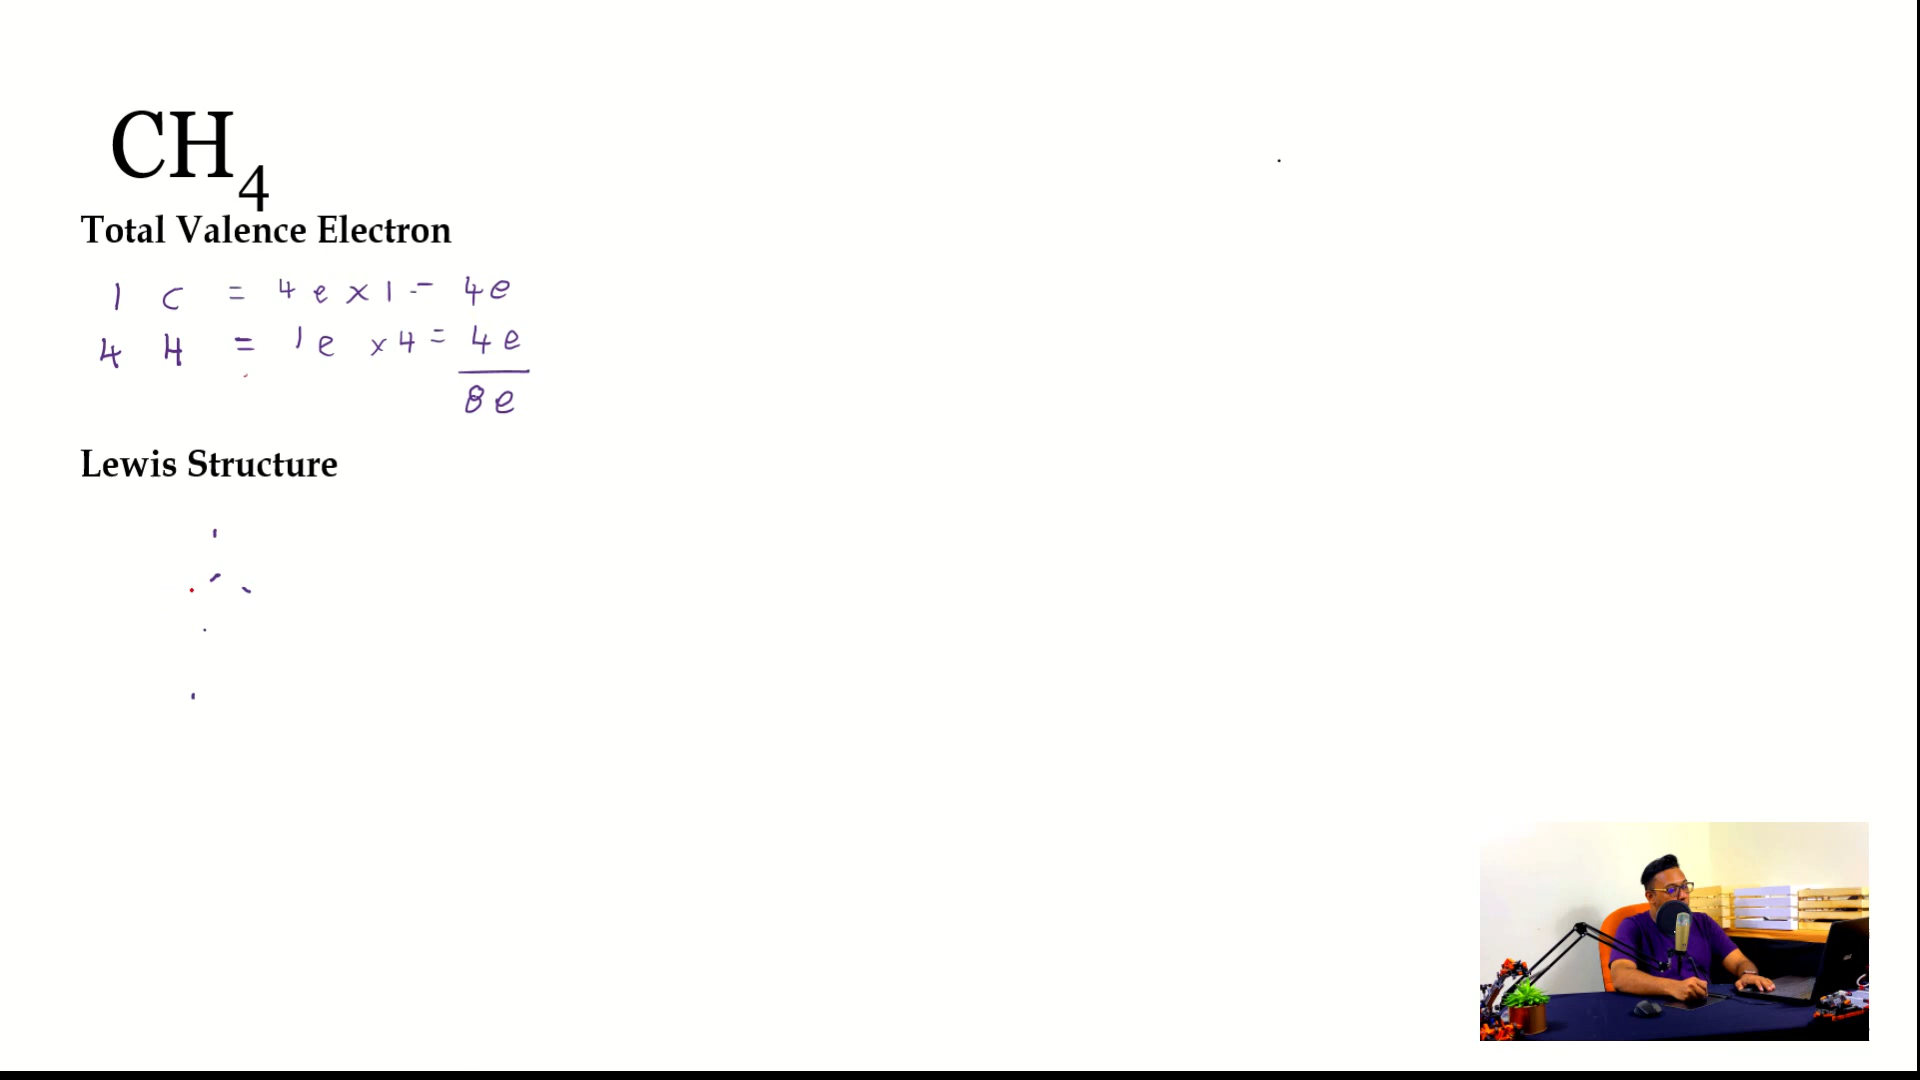 CH4
Total Valence Electron
1 C = 4e x 1 = 4e
4 H = 1e x 4 = 4e
8e
Lewis Structure